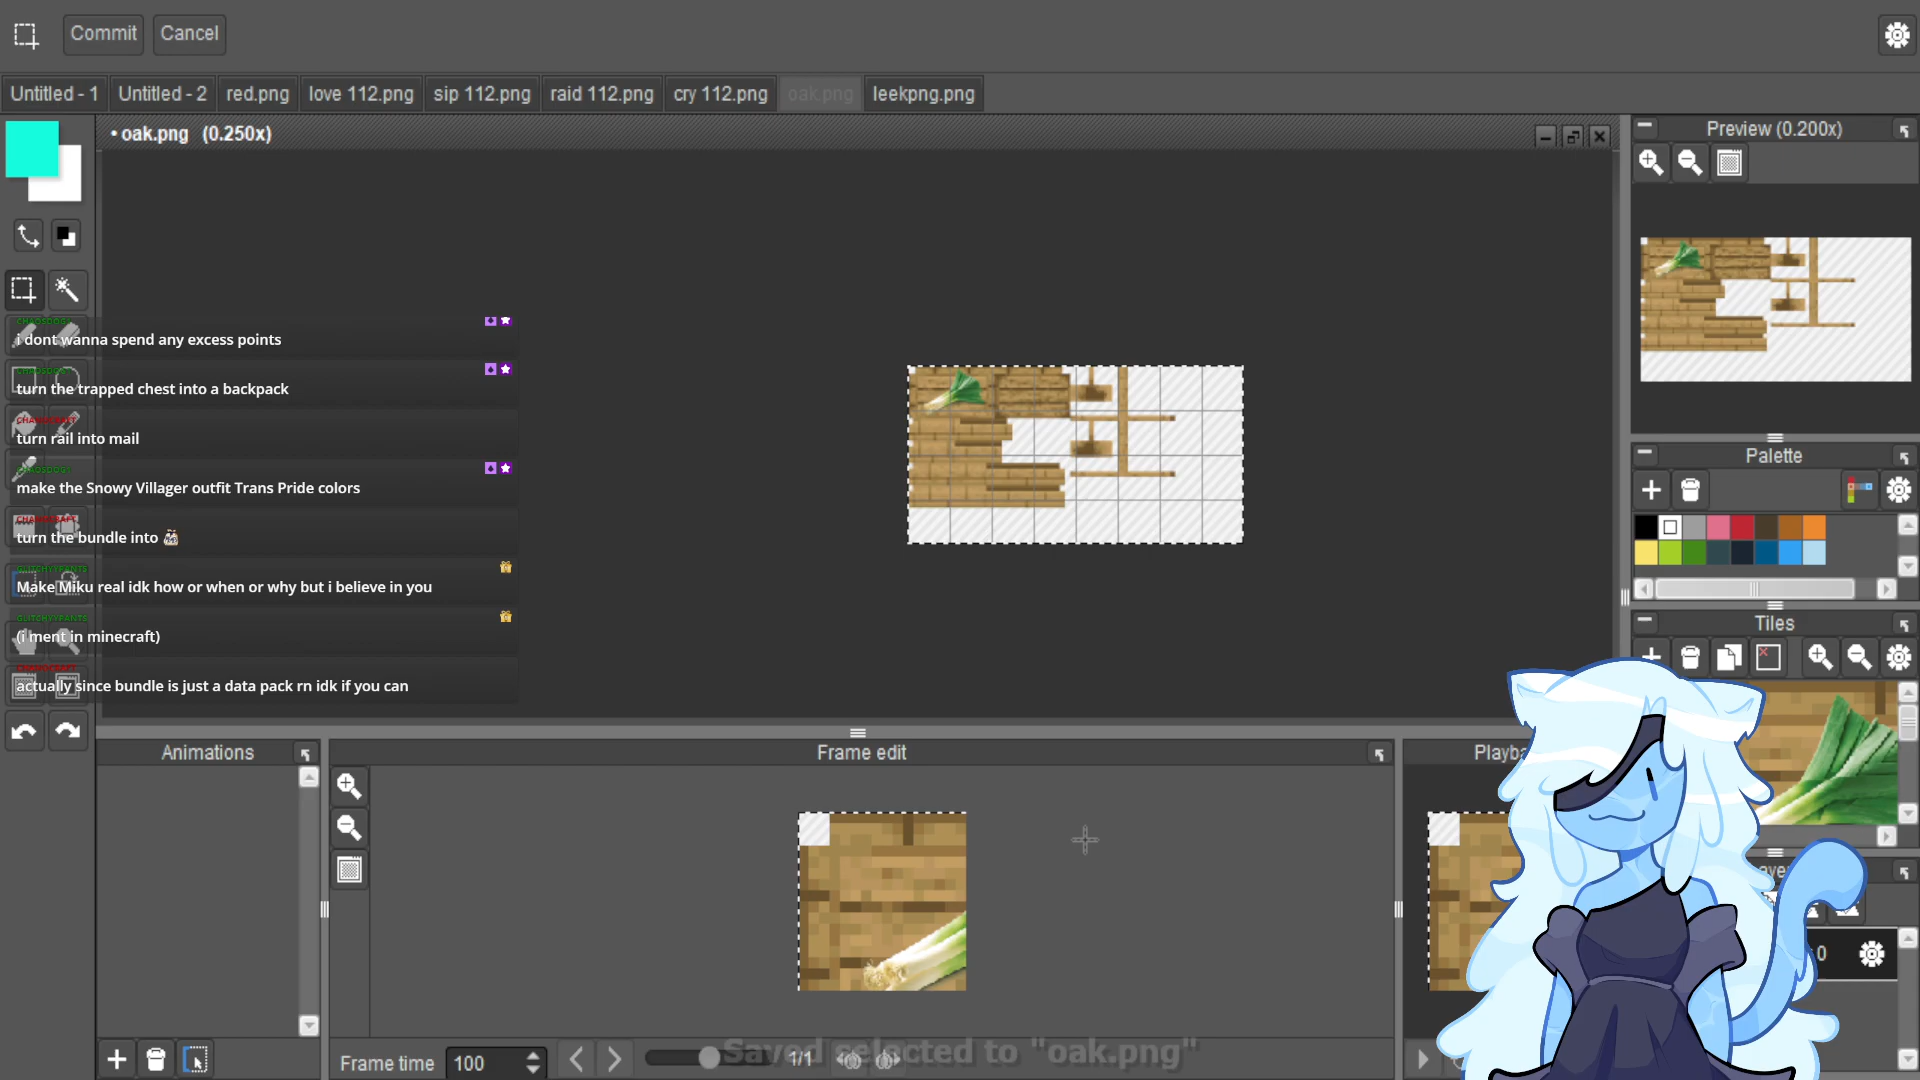 Commit Cancel
Untitled - 1 Untitled - 2 red.png love 112.png sip 112.png raid 112.png cry 112.png oak.png leekpng.png
• oak.png (0.250x)
Preview (0.200x)
i dont wanna spend any excess points
turn the trapped chest into a backpack
turn rail into mail
make the Snowy Villager outfit Trans Pride colors
turn the bundle into
GLITCHYYPANTS
Make Miku real idk how or when or why but i believe in you
GLITCHYYPANTS
(i ment in minecraft)
actually since bundle is just a data pack rn idk if you can
Palette
Tiles
Animations
Frame edit
0
Frame time 100
1/1
Saved selected to "oak.png"